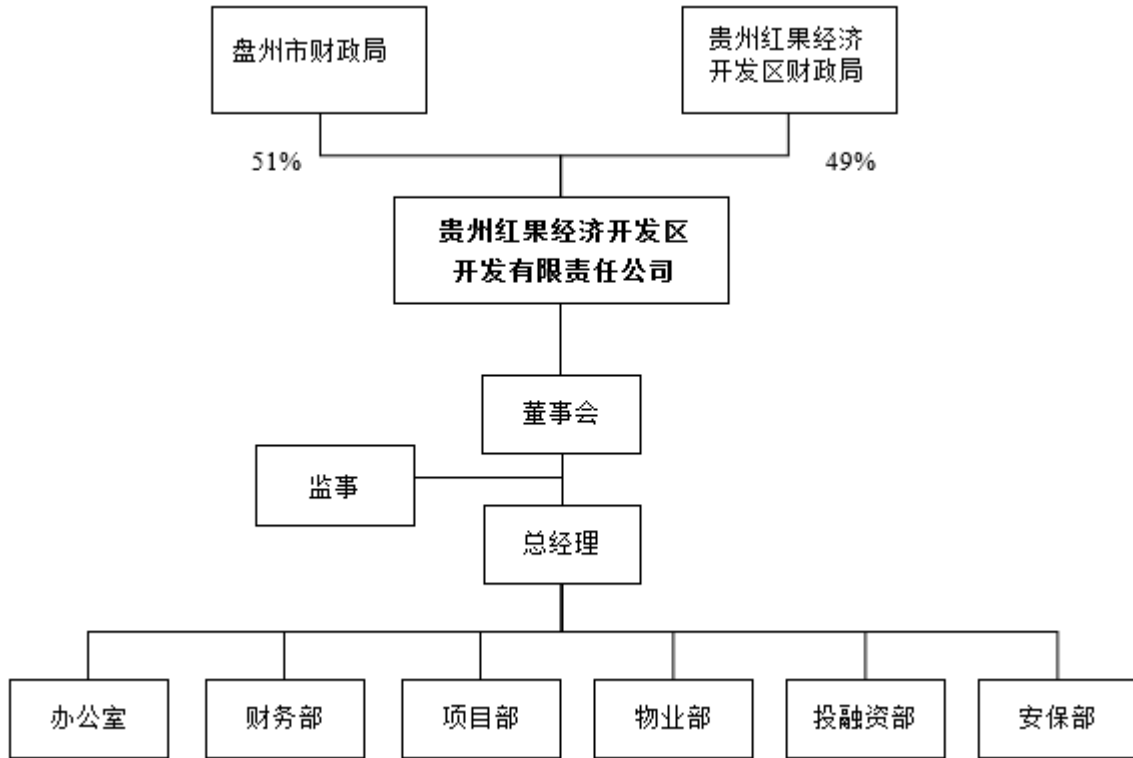 盘州市财政局
贵州红果经济
开发区财政局
51%
49%
贵州红果经济开发区
开发有限责任公司
董事会
监事
总经理
办公室
财务部
项目部
物业部
投融资部
安保部